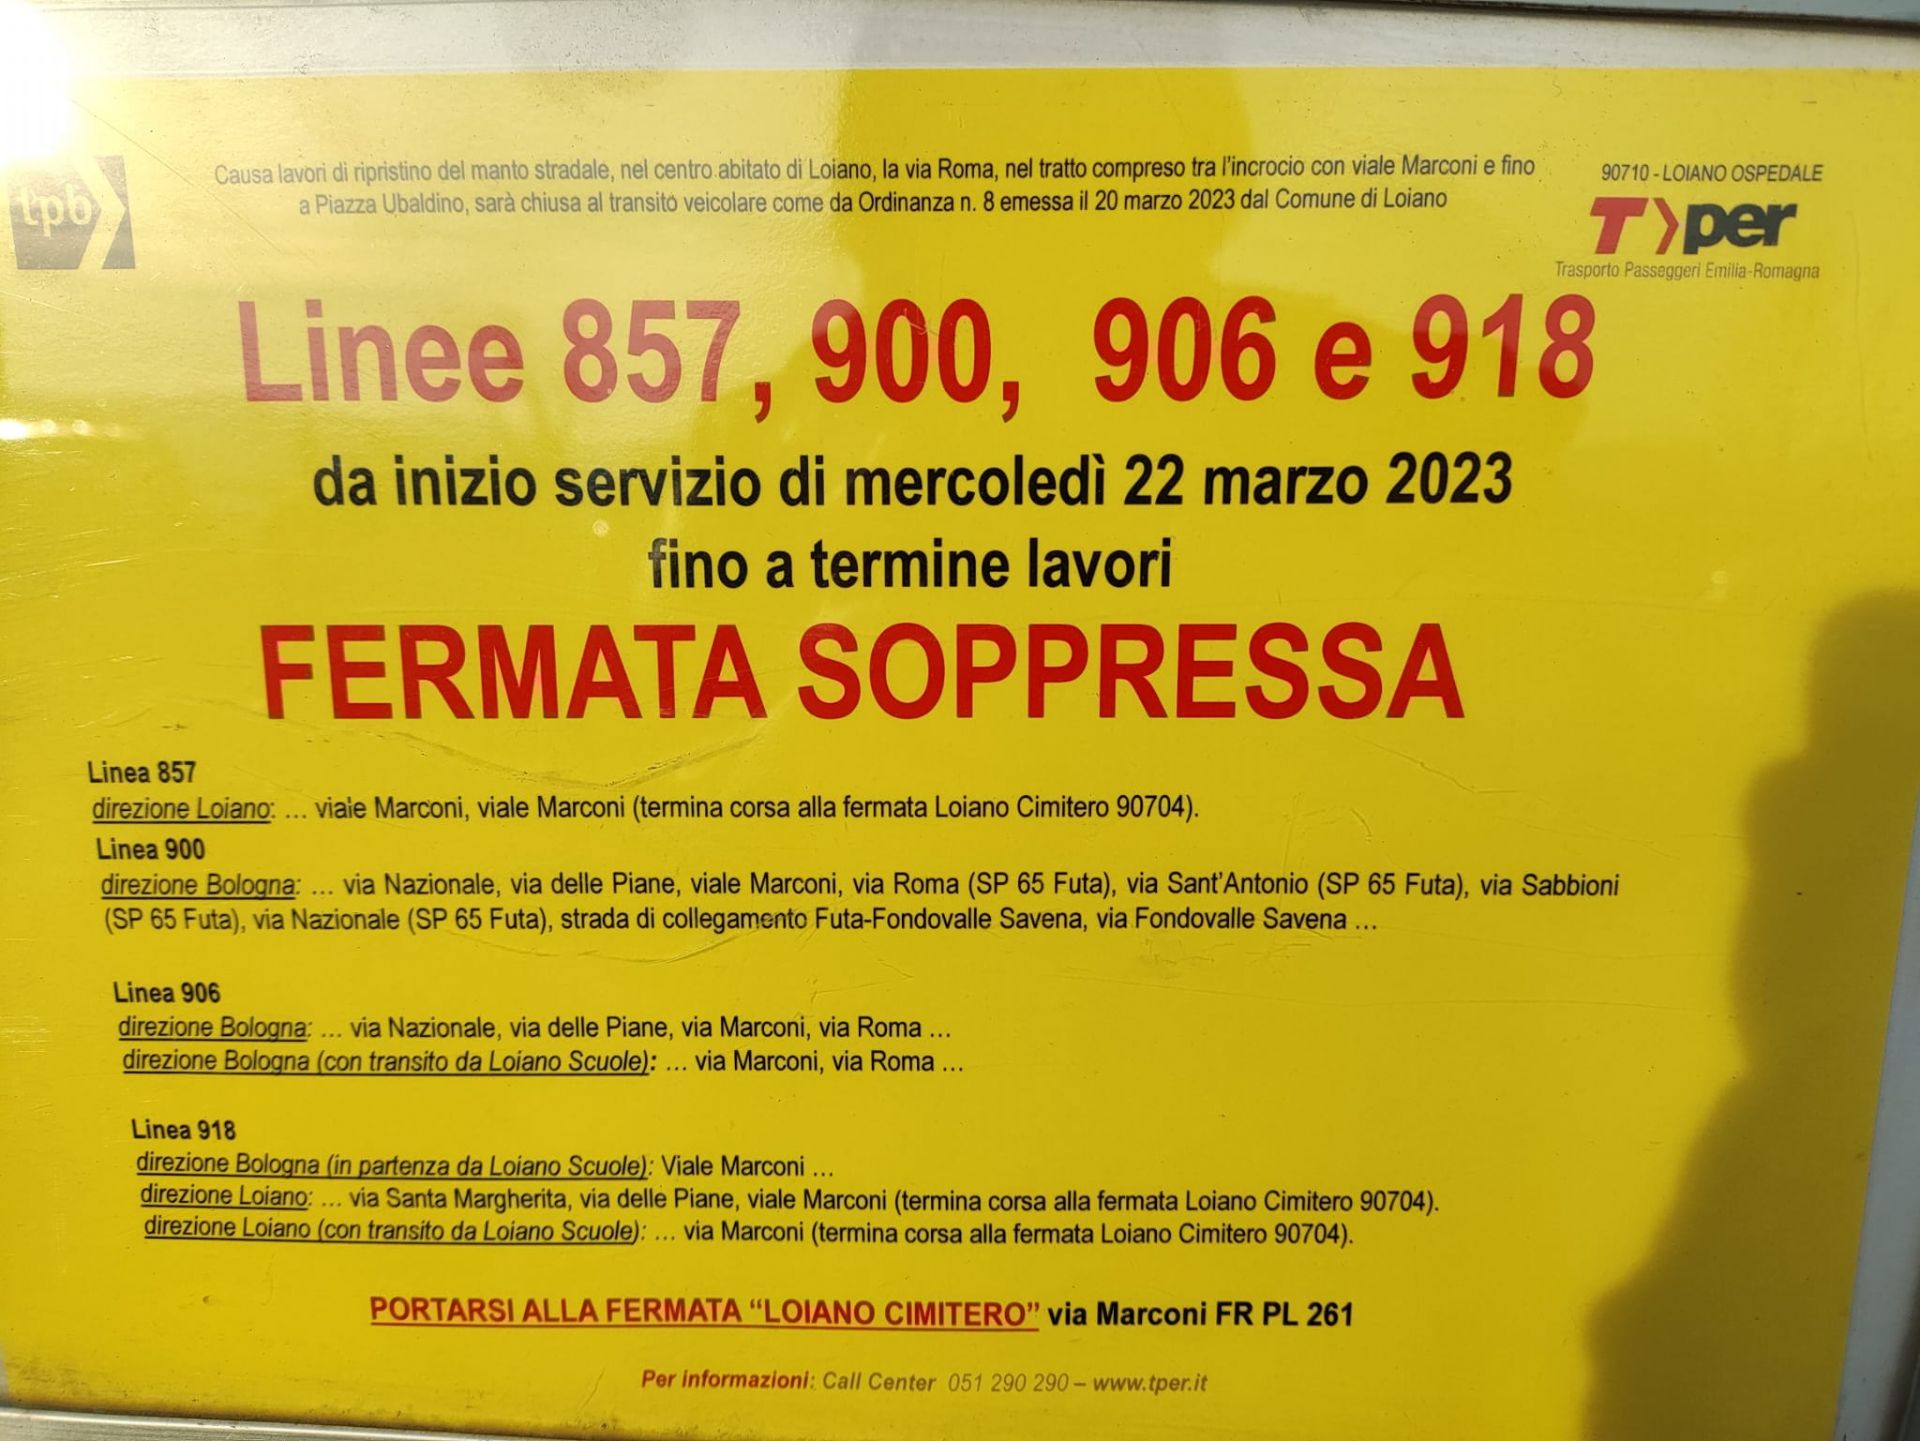 tpb
Causa lavori di ripristino del manto stradale, nel centro abitato di Loiano, la via Roma, nel tratto compreso tra l'incrocio con viale Marconi e fino
a Piazza Ubaldino, sarà chiusa al transito veicolare come da Ordinanza n. 8 emessa il 20 marzo 2023 dal Comune di Loiano
90710 - LOIANO OSPEDALE
T per
Trasporto Passeggeri Emilia-Romagna
Linee 857, 900, 906 e 918
da inizio servizio di mercoledì 22 marzo 2023
fino a termine lavori
FERMATA SOPPRESSA
Linea 857
direzione Loiano: ... viale Marconi, viale Marconi (termina corsa alla fermata Loiano Cimitero 90704).
Linea 900
direzione Bologna: ... via Nazionale, via delle Piane, viale Marconi, via Roma (SP 65 Futa), via Sant'Antonio (SP 65 Futa), via Sabbioni
(SP 65 Futa), via Nazionale (SP 65 Futa), strada di collegamento Futa-Fondovalle Savena, via Fondovalle Savena ...
Linea 906
direzione Bologna: ... via Nazionale, via delle Piane, via Marconi, via Roma ...
direzione Bologna (con transito da Loiano Scuole): ... via Marconi, via Roma ...
Linea 918
direzione Bologna (in partenza da Loiano Scuole): Viale Marconi ...
direzione Loiano: ... via Santa Margherita, via delle Piane, viale Marconi (termina corsa alla fermata Loiano Cimitero 90704).
direzione Loiano (con transito da Loiano Scuole): ... via Marconi (termina corsa alla fermata Loiano Cimitero 90704).
PORTARSI ALLA FERMATA "LOIANO CIMITERO" via Marconi FR PL 261
Per informazioni: Call Center 051 290 290 – www.tper.it